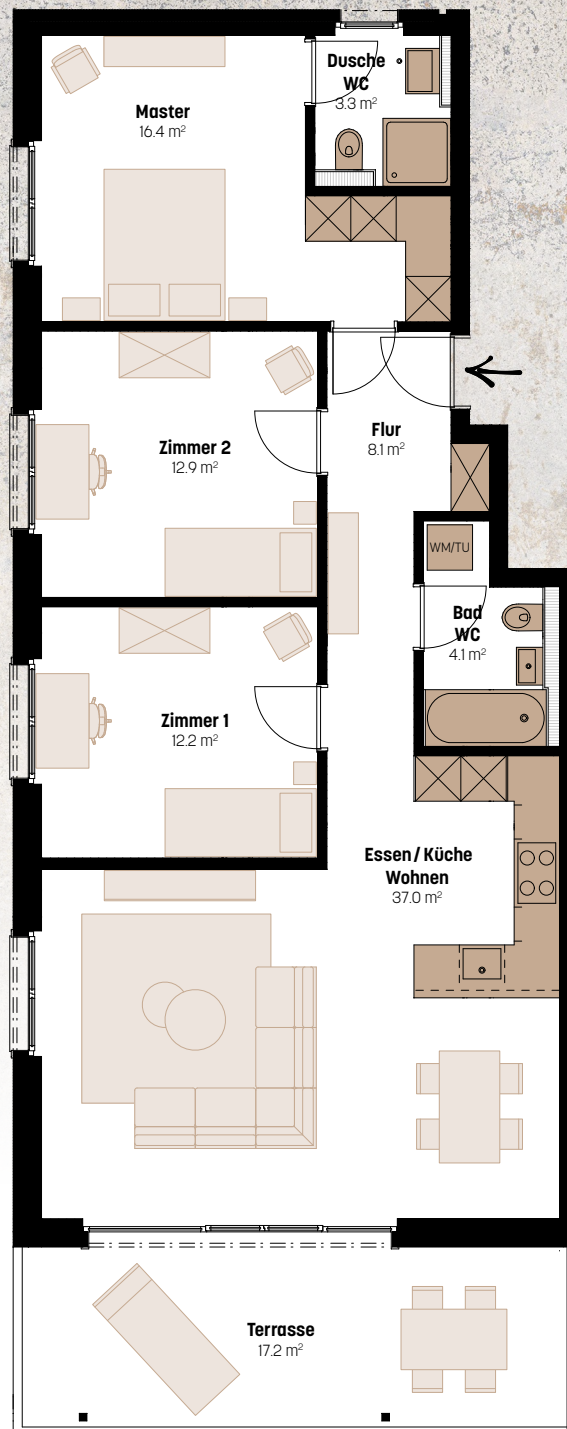 Dusche
WC
3.3 m²
Master
16.4 m²
Flur
8.1 m²
Zimmer 2
12.9 m²
WM/TU
Bad
WC
4.1 m²
Zimmer 1
12.2 m²
Essen / Küche
Wohnen
37.0 m²
Terrasse
17.2 m²